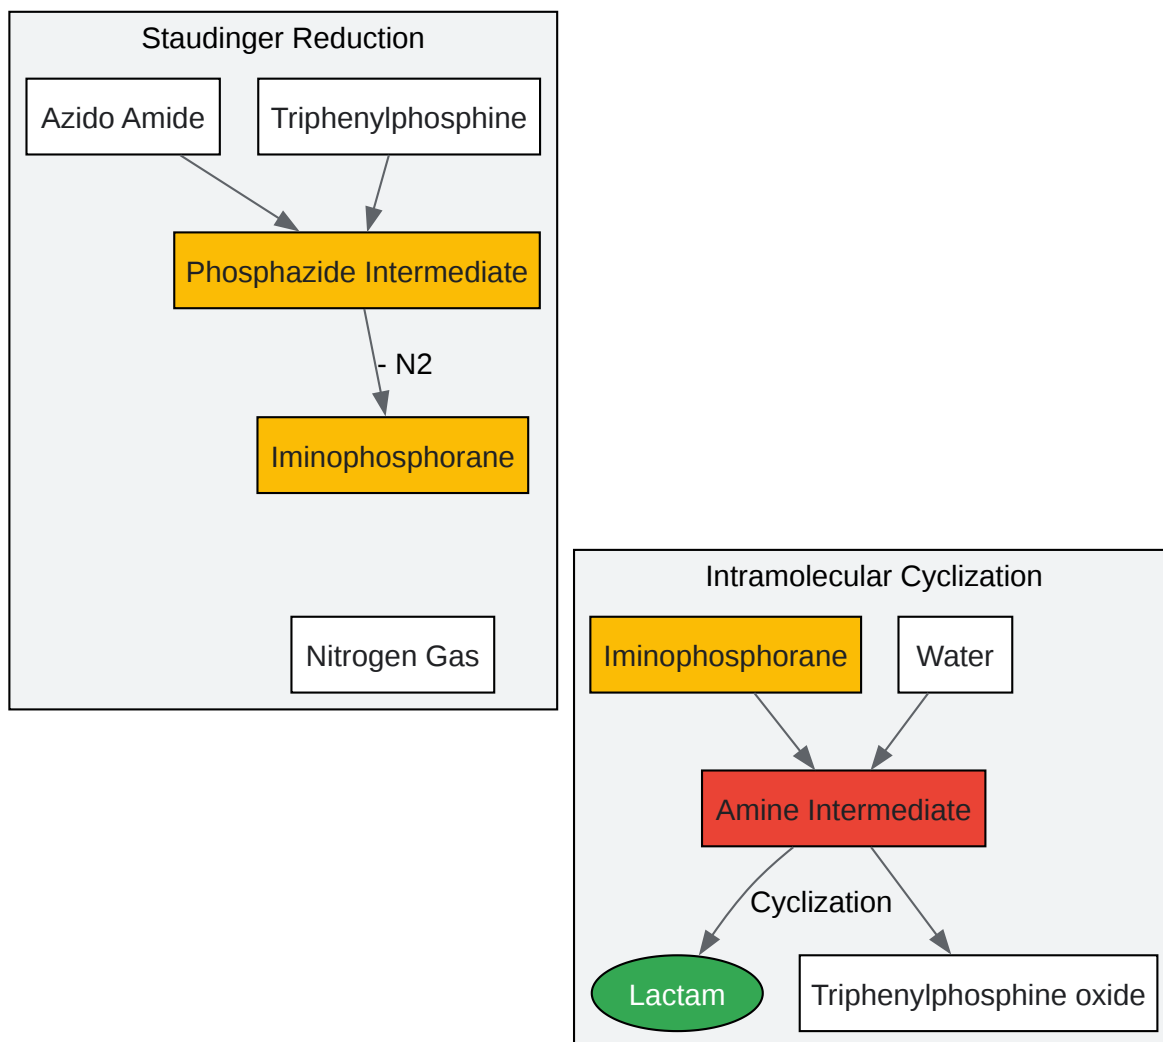 Staudinger Reduction
Azido Amide
Triphenylphosphine
Phosphazide Intermediate
- N2
Iminophosphorane
Nitrogen Gas
Intramolecular Cyclization
Iminophosphorane
Water
Amine Intermediate
Cyclization
Lactam
Triphenylphosphine oxide